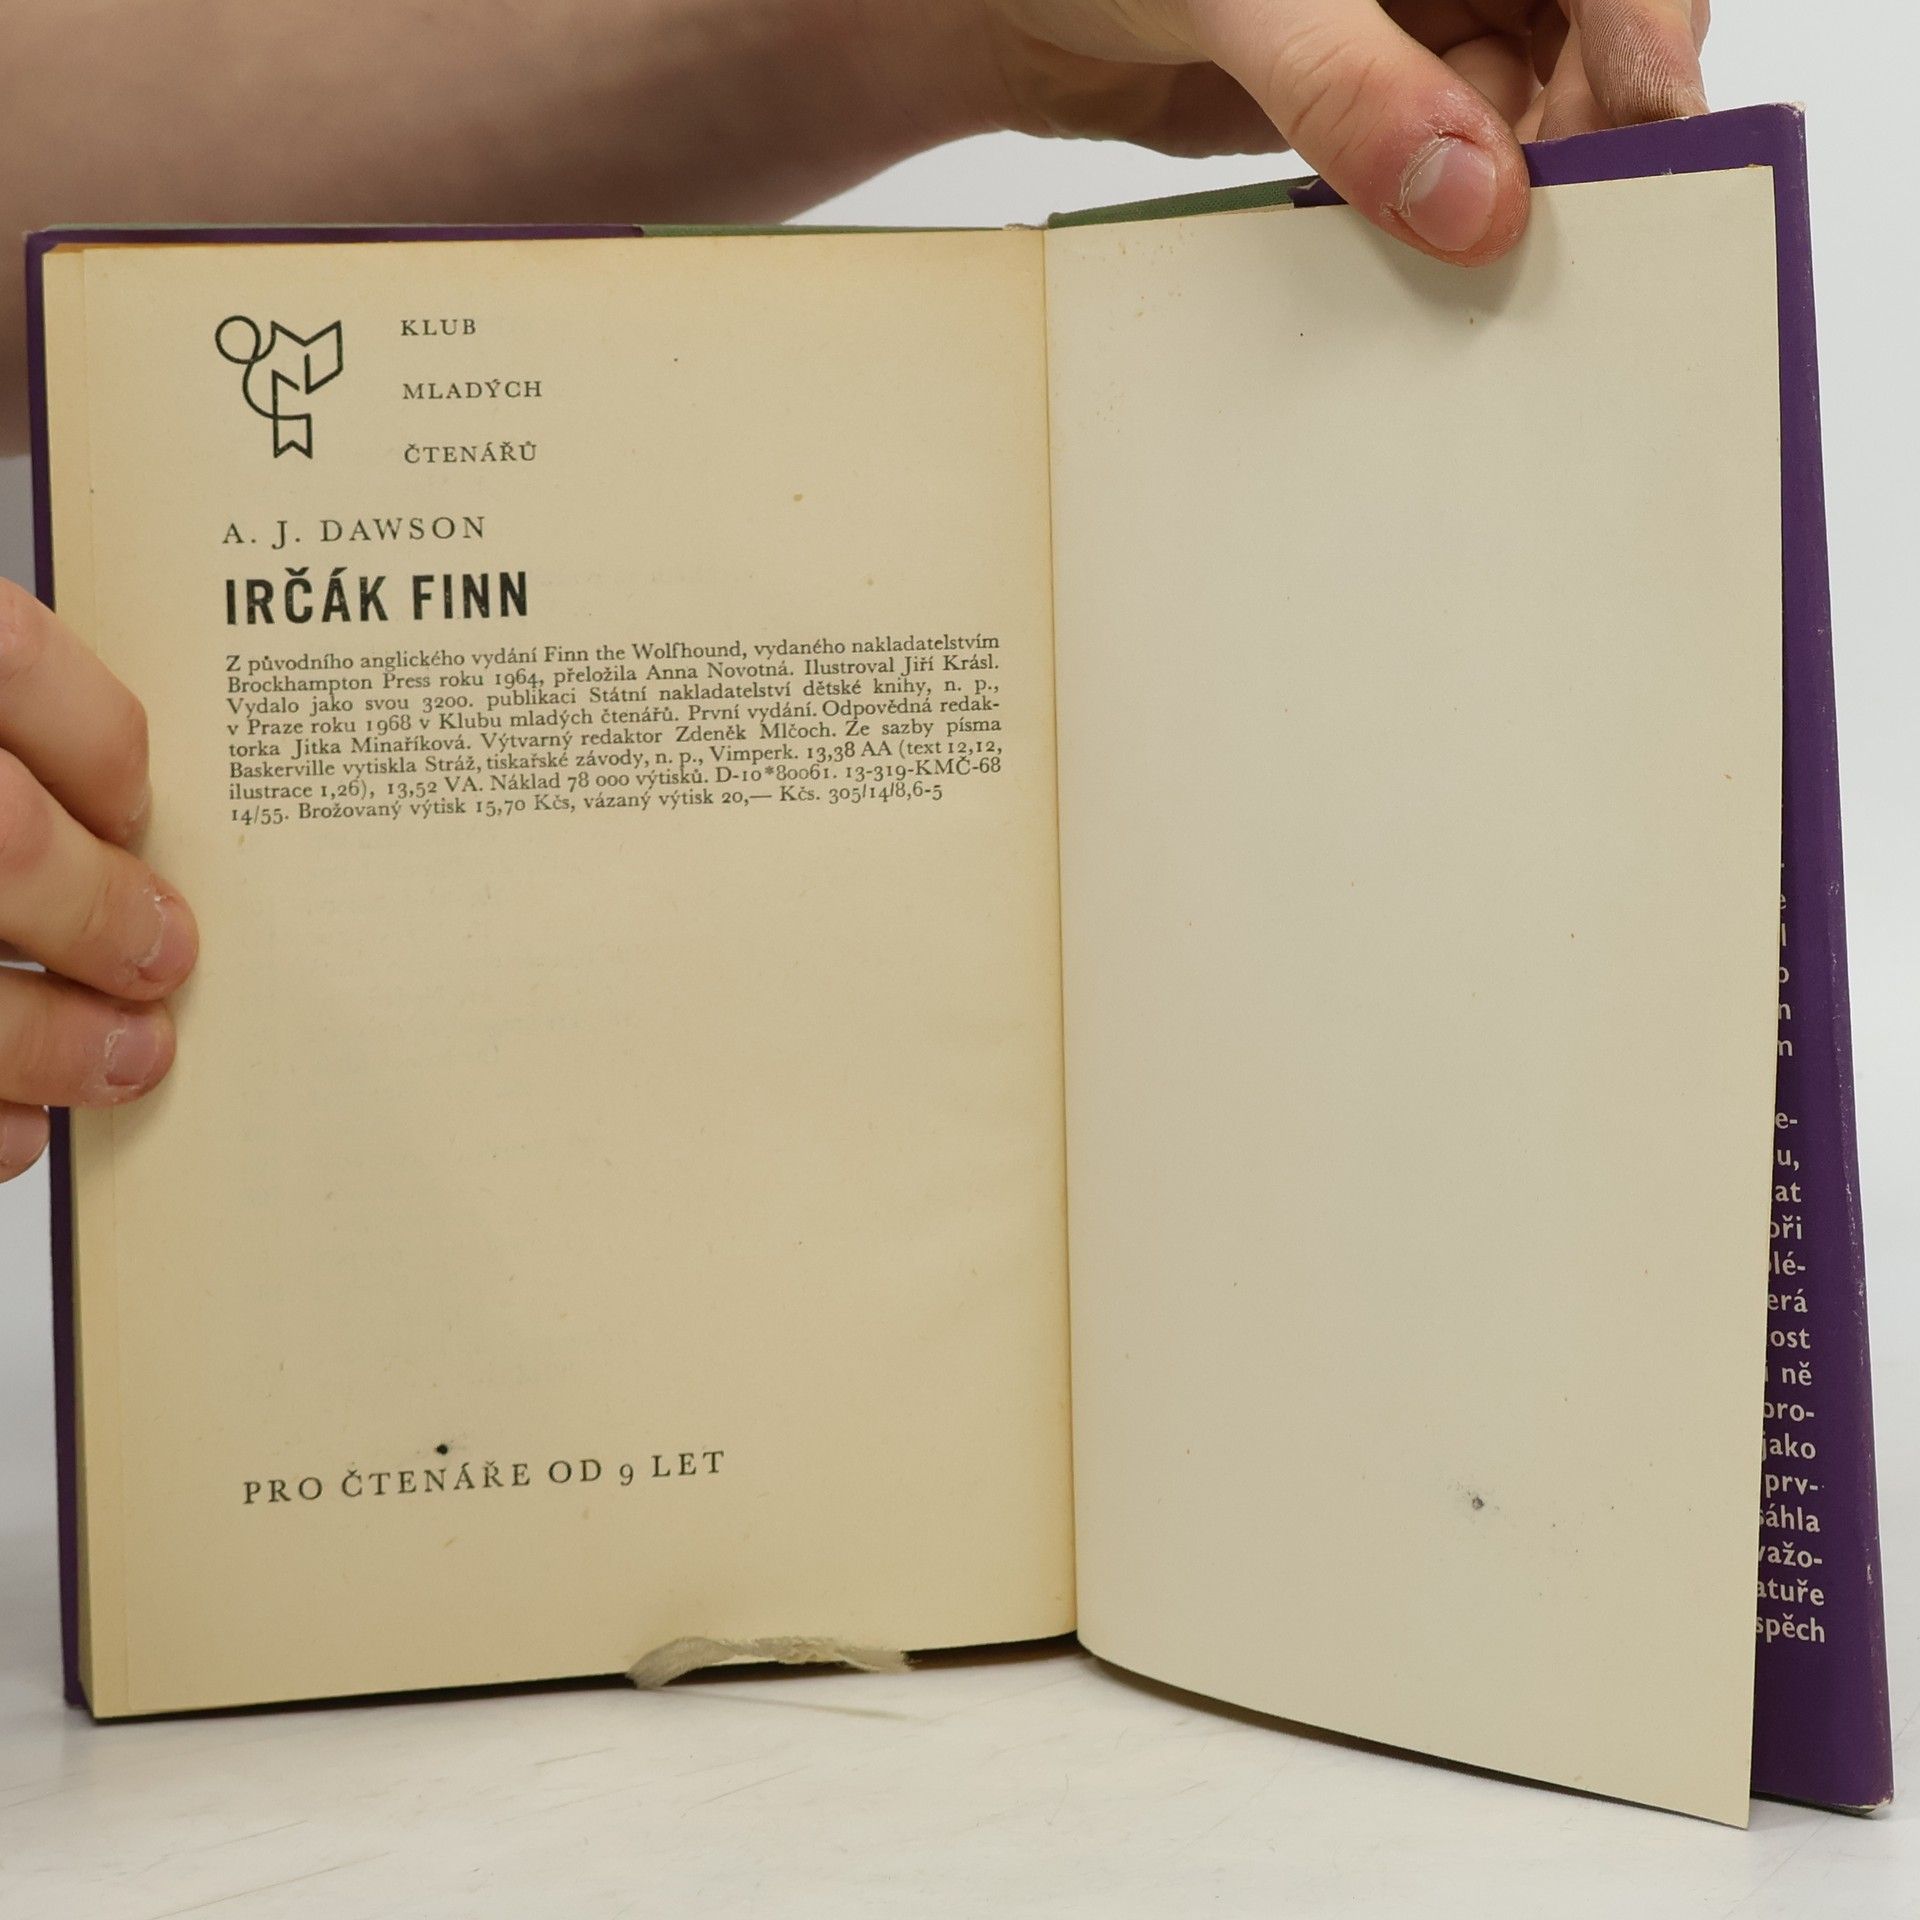 KLUB
MLADÝCH
ČTENÁŘŮ
A. J. DAWSON
IRČÁK FINN
Z původního anglického vydání Finn the Wolfhound, vydaného nakladatelstvím
Brockhampton Press roku 1964, přeložila Anna Novotná. Ilustroval Jiří Krásl.
Vydalo jako svou 3200. publikaci Státní nakladatelství dětské knihy, n. p.,
v Praze roku 1968 v Klubu mladých čtenářů. První vydání. Odpovědná redak-
torka Jitka Minaříková. Výtvarný redaktor Zdeněk Mlčoch. Ze sazby písma
Baskerville vytiskla Stráž, tiskařské závody, n. p., Vimperk. 13,38 AA (text 12,12,
ilustrace 1,26), 13,52 VA. Náklad 78 000 výtisků. D-10*80061. 13-319-KMČ-68
14/55. Brožovaný výtisk 15,70 Kčs, vázaný výtisk 20,— Kčs. 305/14/8,6-5
PRO ČTENÁŘE OD 9 LET
ně
pro-
jako
prv-